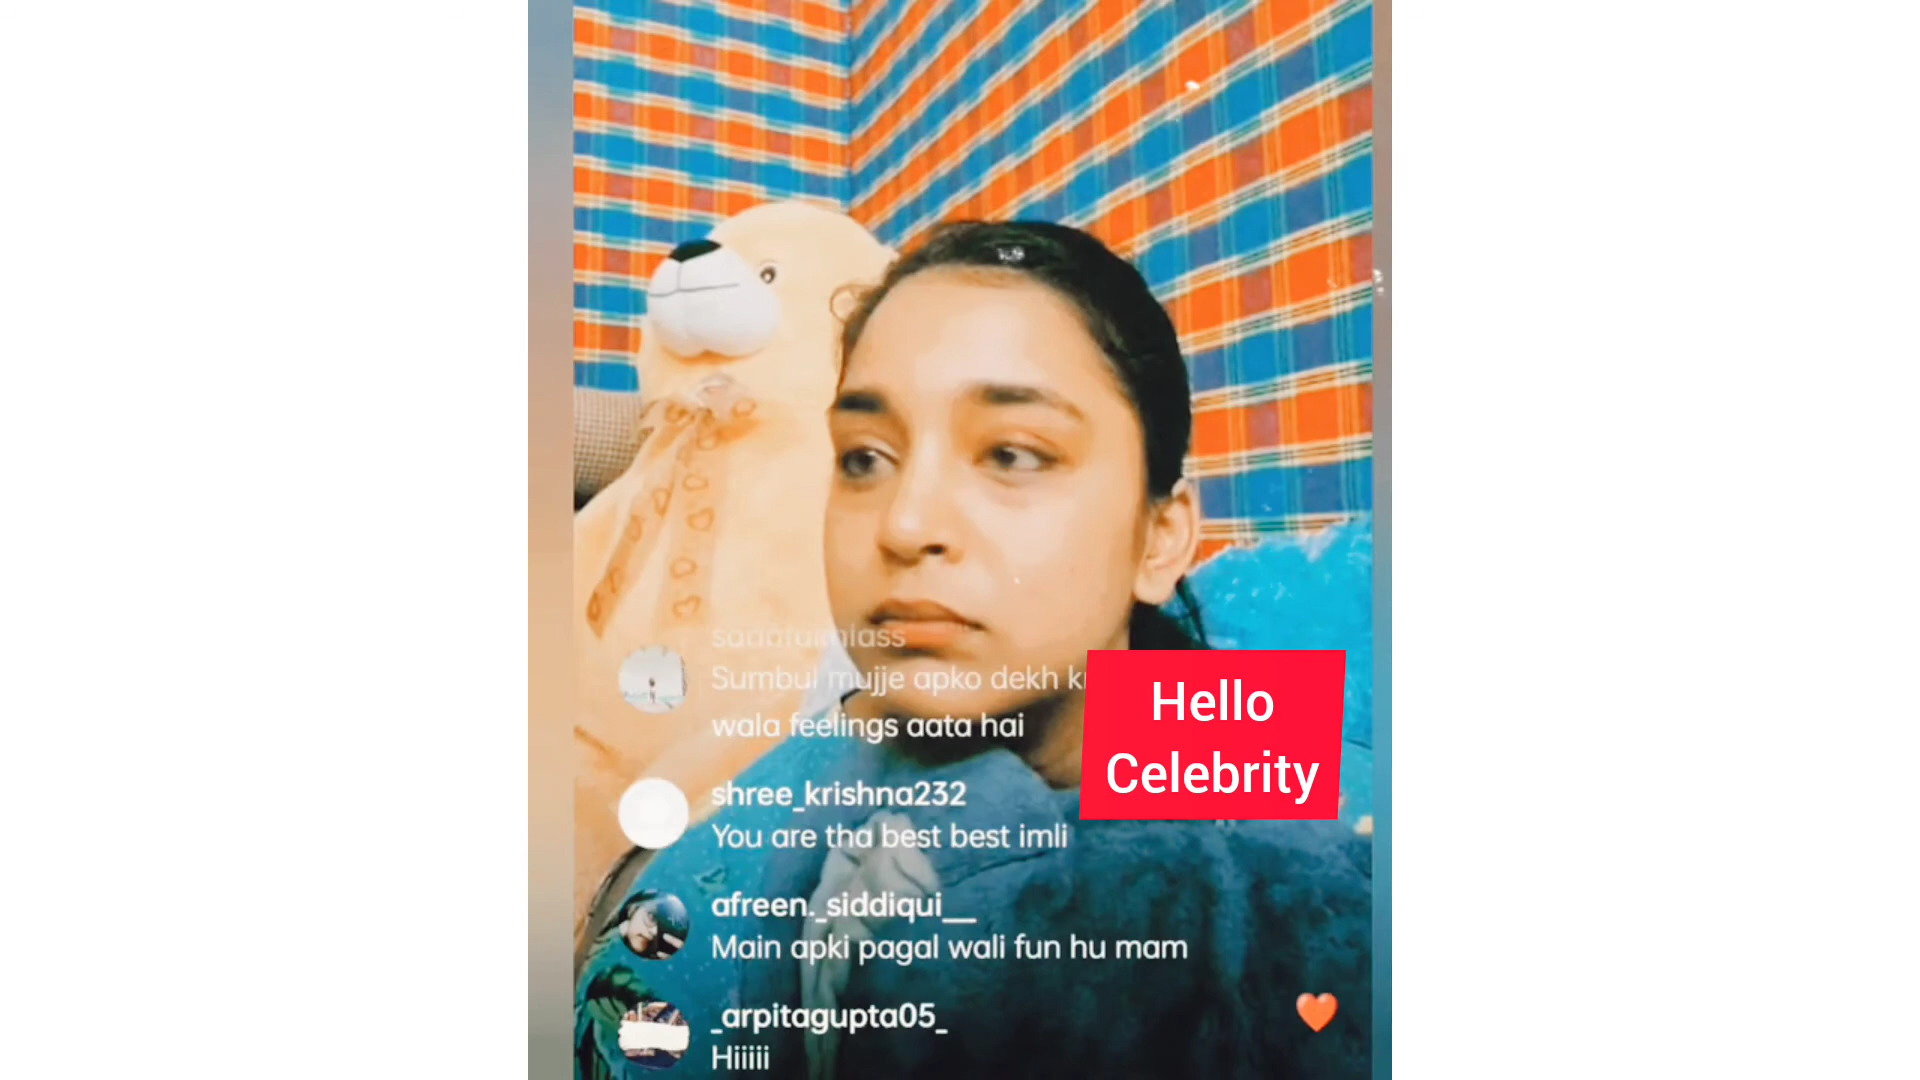 Sumbul mujje apko dekh
wala feelings aata hai
shree_krishna232
You are tha best best imli
afreen._siddiqui__
Main apki pagal wali fun hu mam
_arpitagupta05_
Hiiiii
Hello
Celebrity